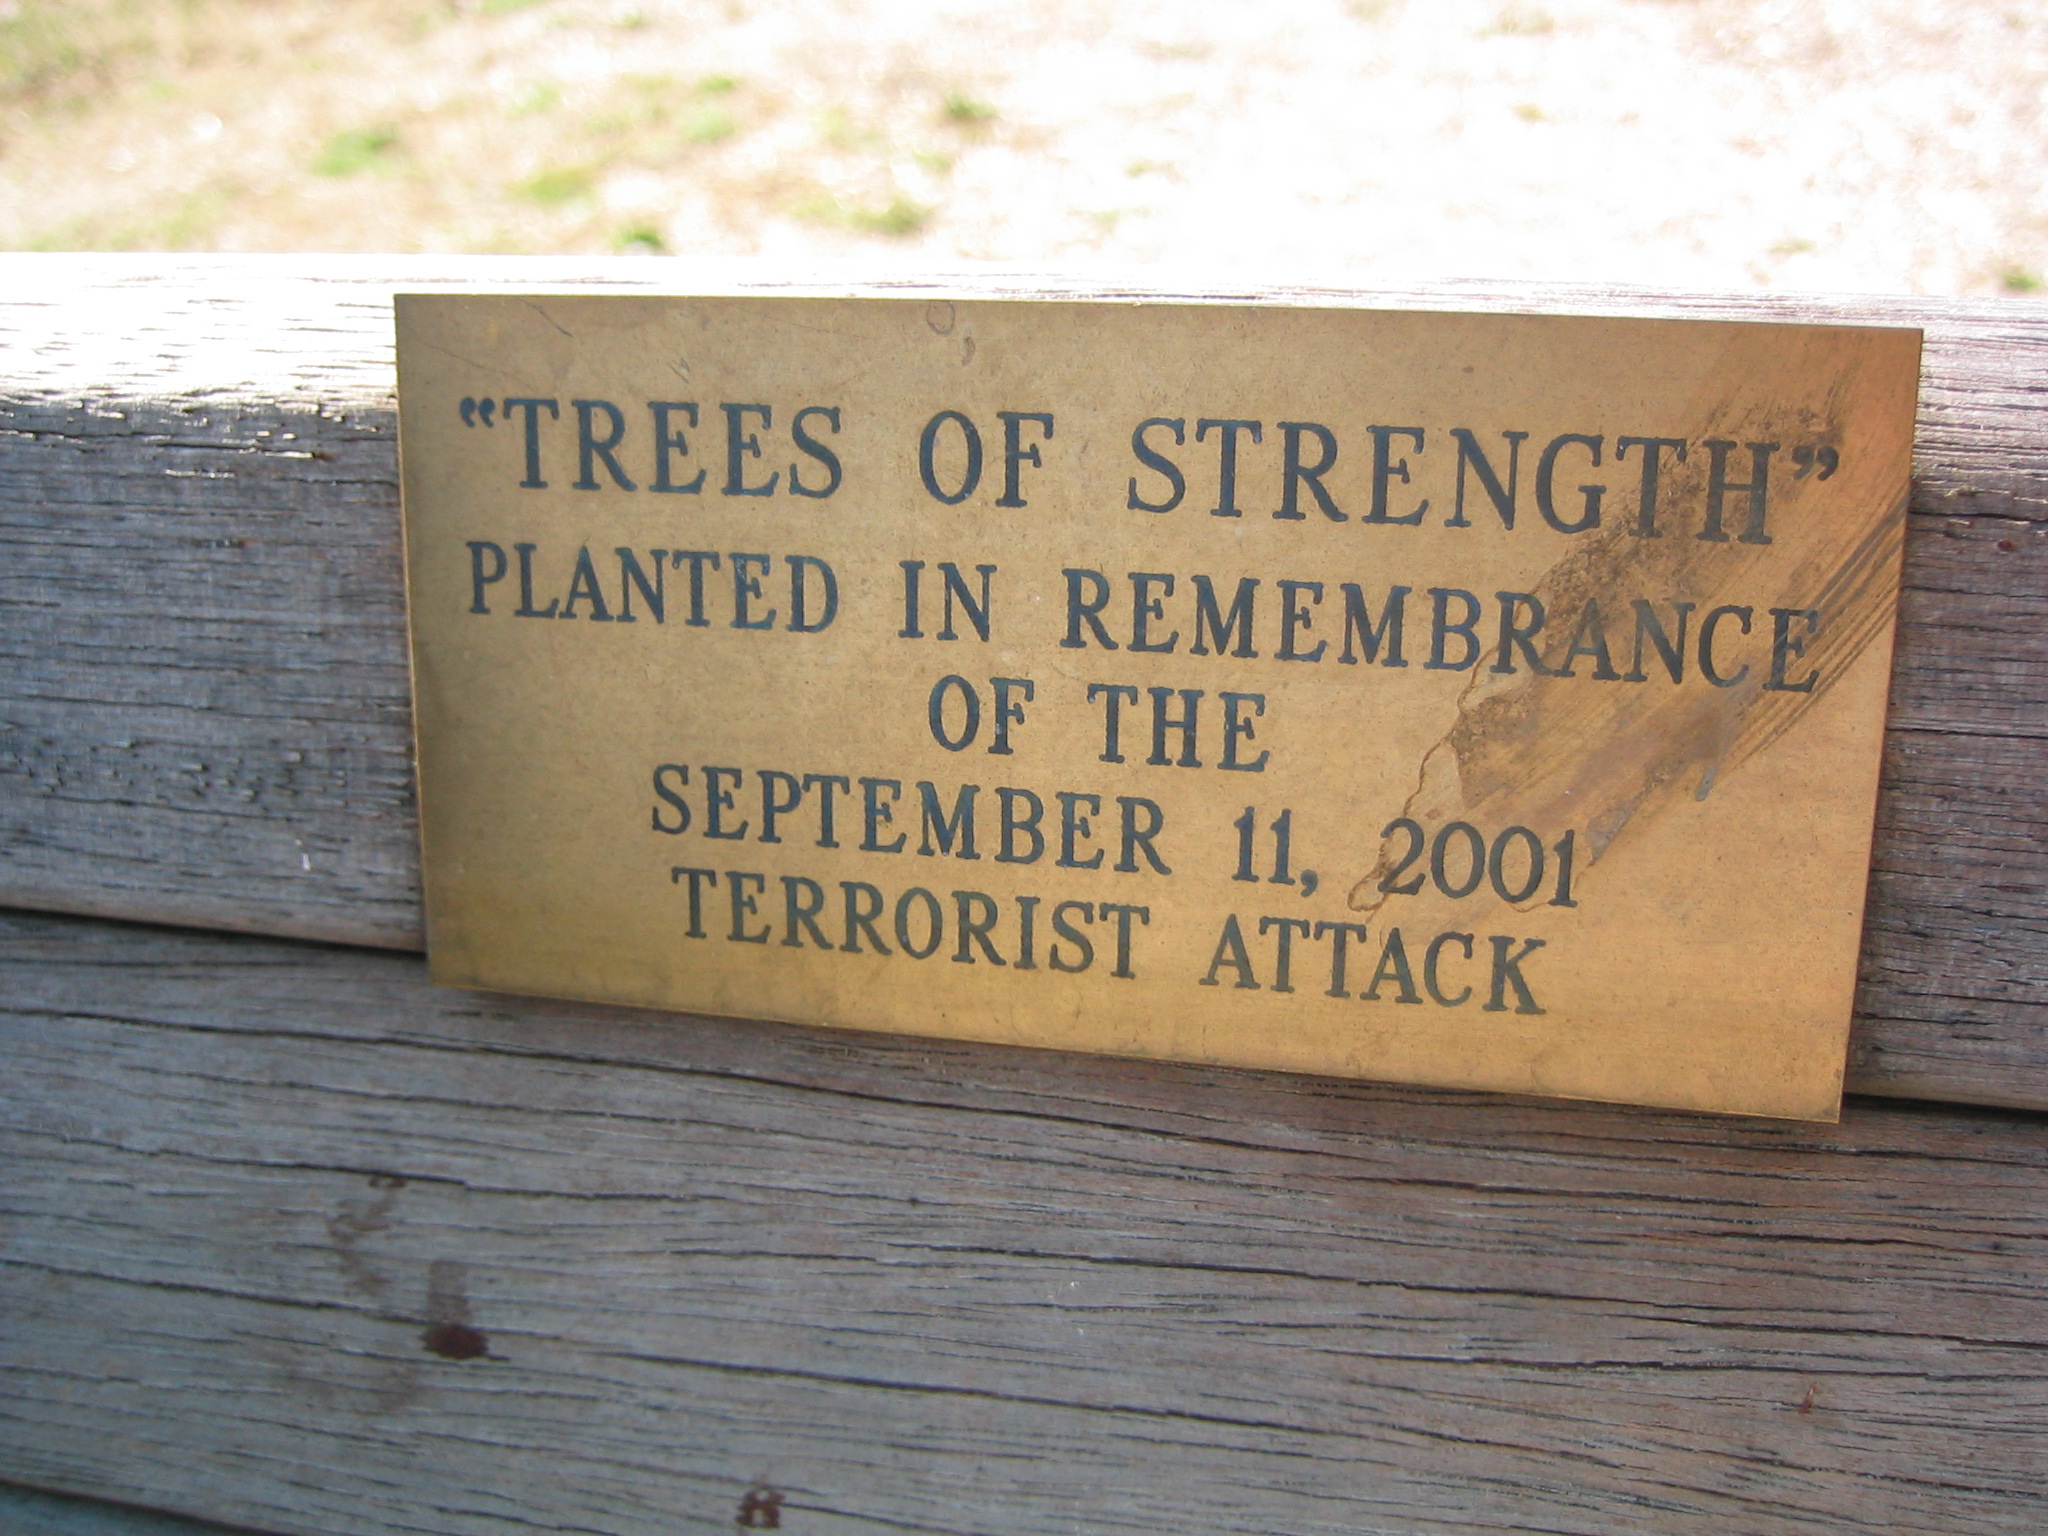 “TREES OF STRENGTH”
PLANTED IN REMEMBRANCE
OF THE
SEPTEMBER 11, 2001
TERRORIST ATTACK